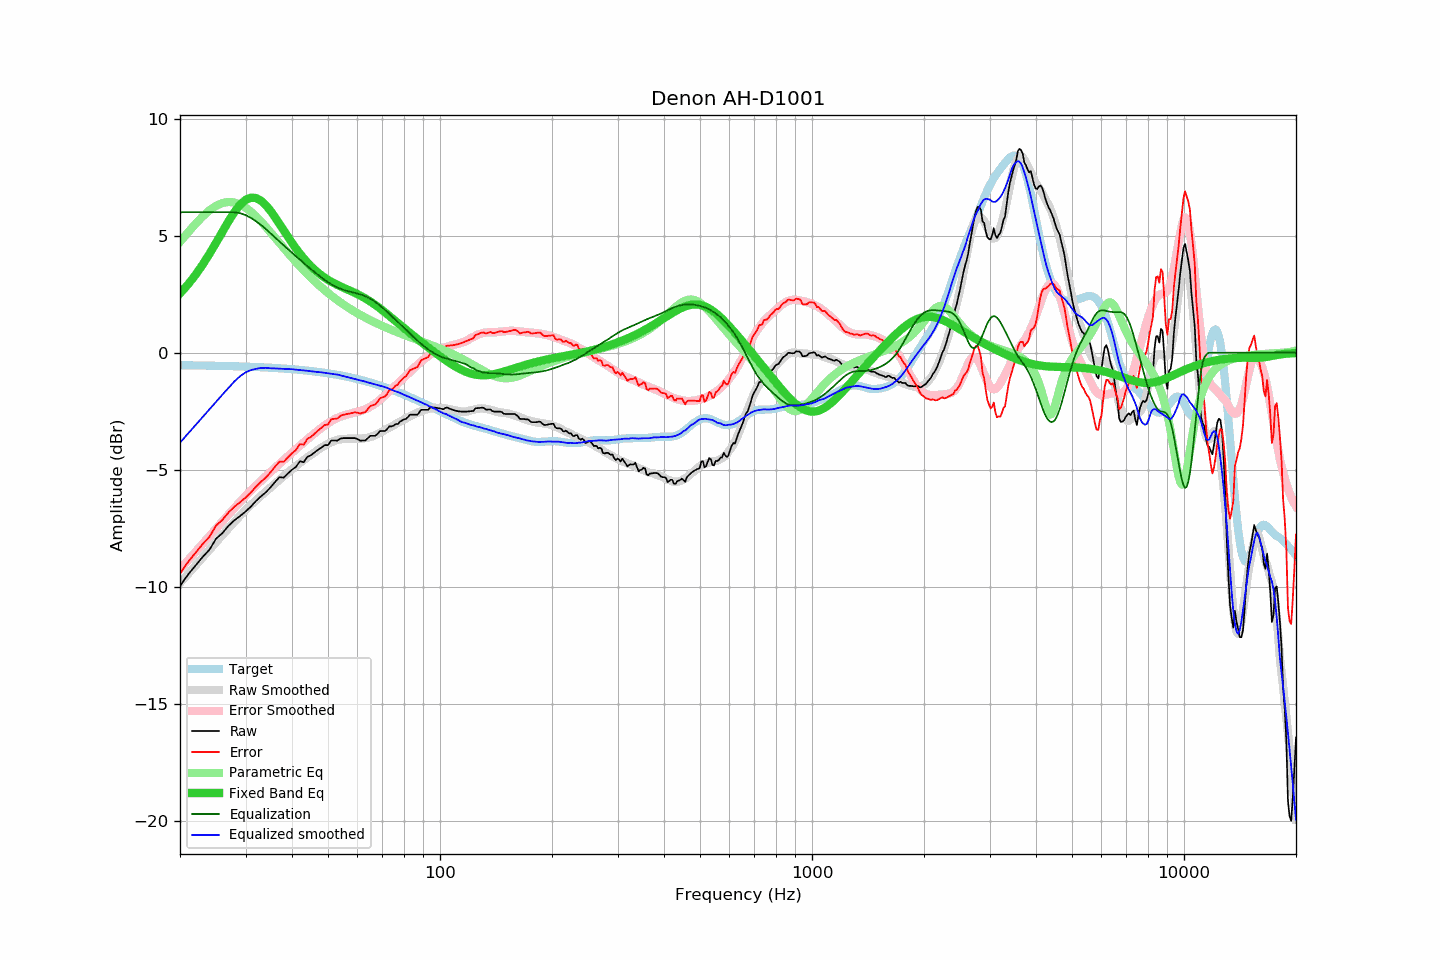 Denon AH-D1001
10
5
0
−5
−10
−15
−20
Amplitude (dBr)
Target
Raw Smoothed
Error Smoothed
Raw
Error
Parametric Eq
Fixed Band Eq
Equalization
Equalized smoothed
100
1000
10000
Frequency (Hz)